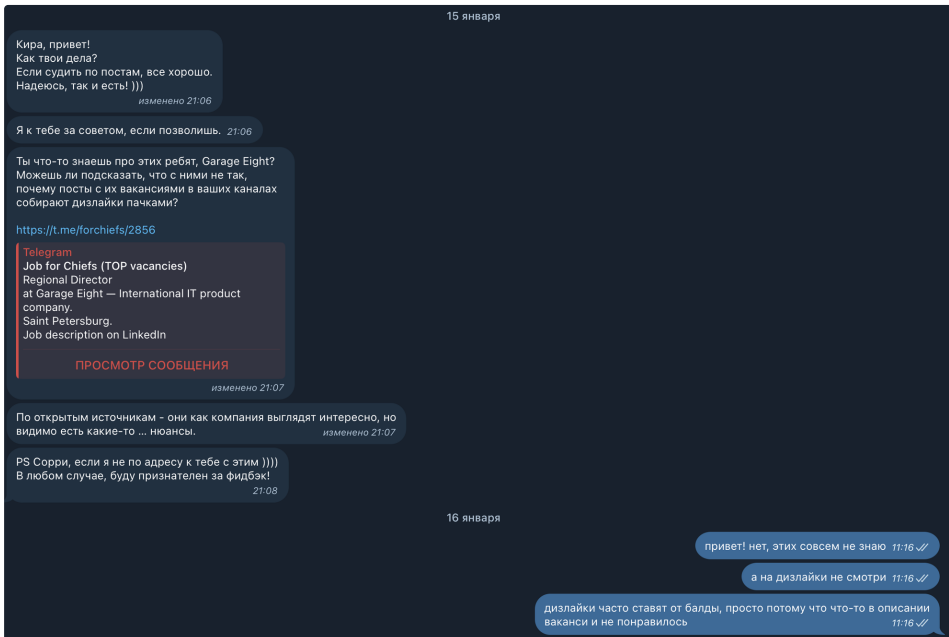 15 января
Кира, привет!
Как твои дела?
Если судить по постам, все хорошо.
Надеюсь, так и есть! )))
изменено 21:06
Я к тебе за советом, если позволишь. 21:06
Ты что-то знаешь про этих ребят, Garage Eight?
Можешь ли подсказать, что с ними не так,
почему посты с их вакансиями в ваших каналах
собирают дизлайки пачками?
https://t.me/forchiefs/2856
Telegram
Job for Chiefs (TOP vacancies)
Regional Director
at Garage Eight — International IT product
company.
Saint Petersburg.
Job description on LinkedIn
ПРОСМОТР СООБЩЕНИЯ
изменено 21:07
По открытым источникам - они как компания выглядят интересно, но
видимо есть какие-то ... нюансы. изменено 21:07
PS Сорри, если я не по адресу к тебе с этим ))))
В любом случае, буду признателен за фидбэк!
21:08
16 января
привет! нет, этих совсем не знаю 11:16
а на дизлайки не смотри 11:16
дизлайки часто ставят от балды, просто потому что что-то в описании
ваканси и не понравилось 11:16